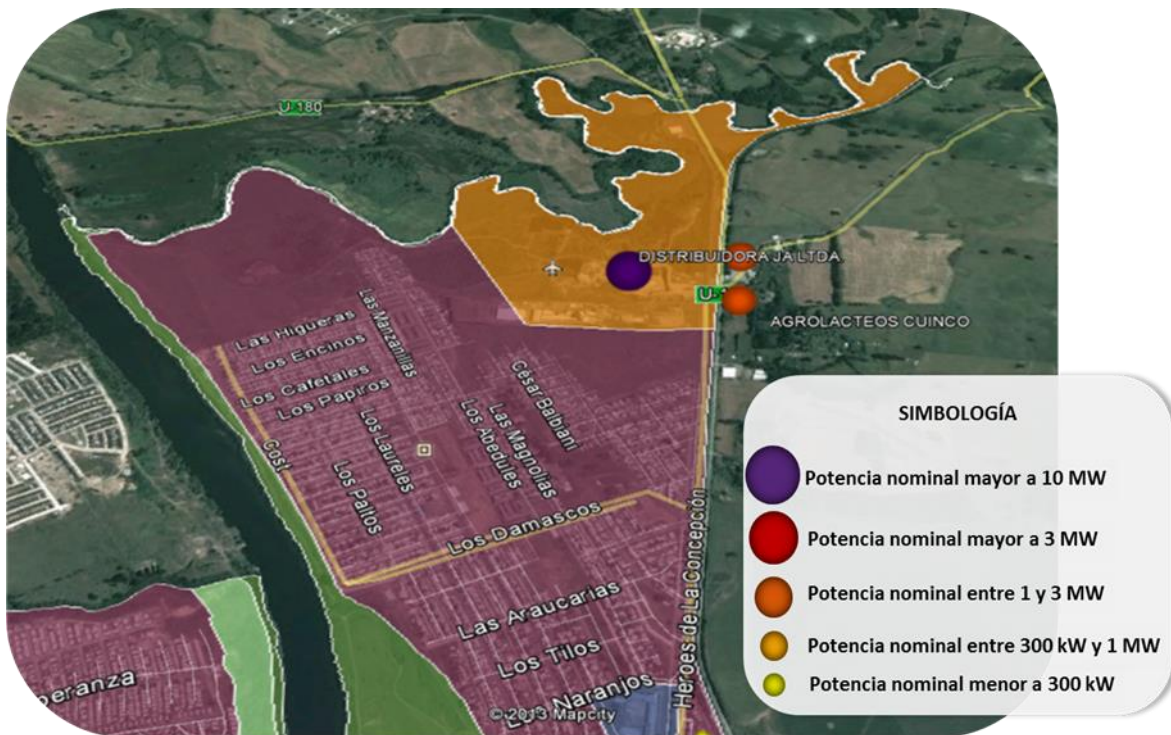 U-180
DISTRIBUIDORA JA LTDA.
U-
AGROLACTEOS CUINCO
Las Higueras
Las Manzanillas
Los Encinos
Los Cafetales
Los Papiros
César Balbiani
Las Magnolias
Los Abedules
Los Laureles
Cost
Los Paltos
Los Damascos
Heroes de La Concepción
Las Araucarias
Los Tilos
Naranjos
peranza
© 2013 Mapcity
SIMBOLOGÍA
Potencia nominal mayor a 10 MW
Potencia nominal mayor a 3 MW
Potencia nominal entre 1 y 3 MW
Potencia nominal entre 300 kW y 1 MW
Potencia nominal menor a 300 kW